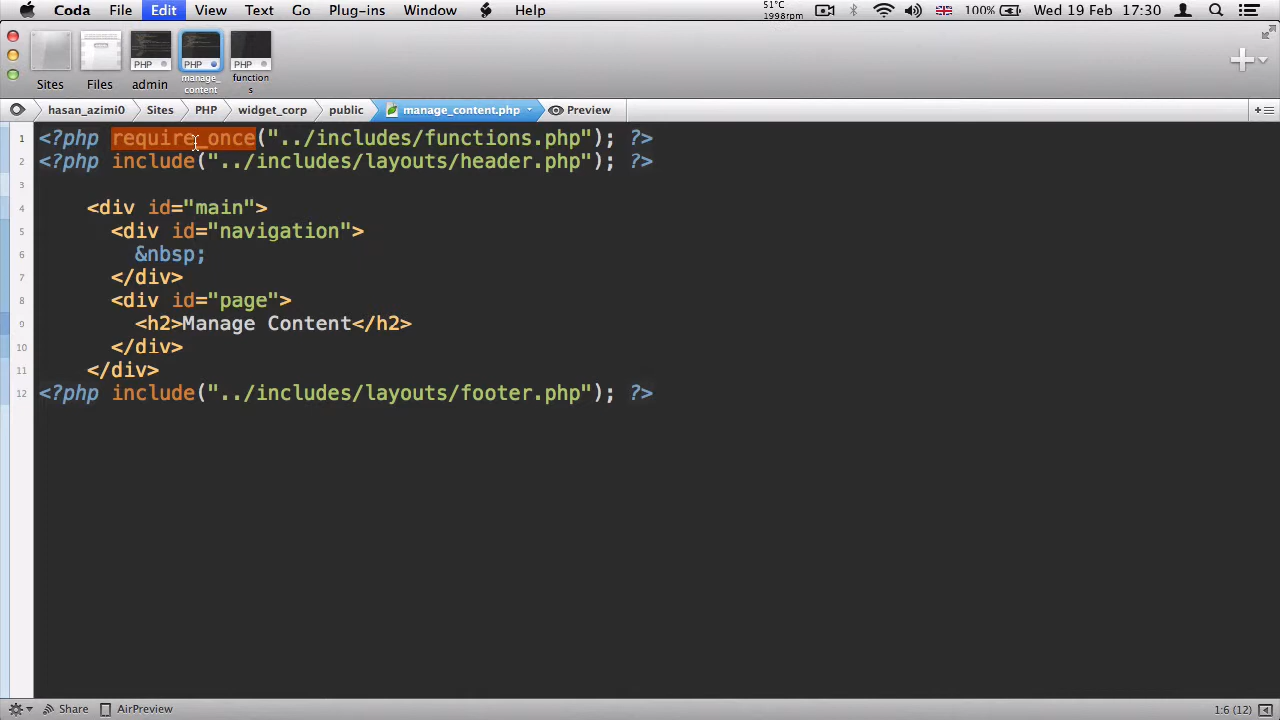 Coda File Edit View Text Go Plug-ins Window Help 51°C 1998rpm 100% Wed 19 Feb 17:30
PHP PHP PHP
Sites Files admin manage_content functions
hasan_azimi0 Sites PHP widget_corp public manage_content.php Preview
1 <?php require_once("../includes/functions.php"); ?>
2 <?php include("../includes/layouts/header.php"); ?>
3
4 <div id="main">
5 <div id="navigation">
6 &nbsp;
7 </div>
8 <div id="page">
9 <h2>Manage Content</h2>
10 </div>
11 </div>
12 <?php include("../includes/layouts/footer.php"); ?>
Share AirPreview 1:6 (12)